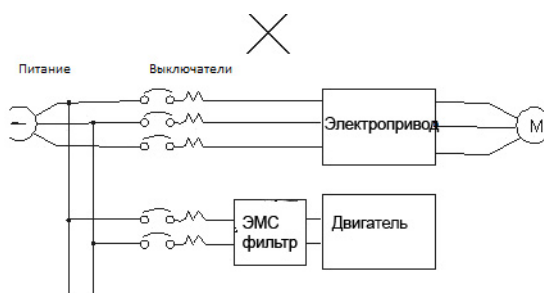 Питание Выключатели
Электропривод
М
ЭМС
фильтр
Двигатель